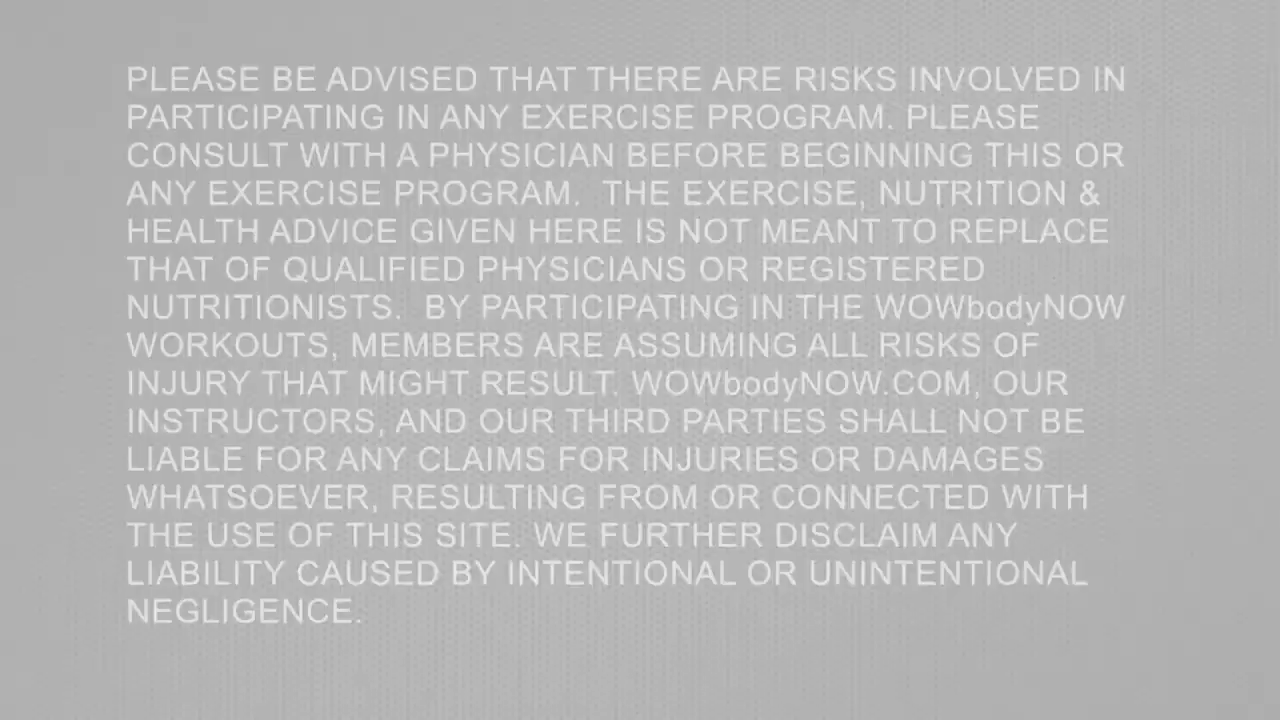 PLEASE BE ADVISED THAT THERE ARE RISKS INVOLVED IN
PARTICIPATING IN ANY EXERCISE PROGRAM. PLEASE
CONSULT WITH A PHYSICIAN BEFORE BEGINNING THIS OR
ANY EXERCISE PROGRAM.  THE EXERCISE, NUTRITION &
HEALTH ADVICE GIVEN HERE IS NOT MEANT TO REPLACE
THAT OF QUALIFIED PHYSICIANS OR REGISTERED
NUTRITIONISTS.  BY PARTICIPATING IN THE WOWbodyNOW
WORKOUTS, MEMBERS ARE ASSUMING ALL RISKS OF
INJURY THAT MIGHT RESULT. WOWbodyNOW.COM, OUR
INSTRUCTORS, AND OUR THIRD PARTIES SHALL NOT BE
LIABLE FOR ANY CLAIMS FOR INJURIES OR DAMAGES
WHATSOEVER, RESULTING FROM OR CONNECTED WITH
THE USE OF THIS SITE. WE FURTHER DISCLAIM ANY
LIABILITY CAUSED BY INTENTIONAL OR UNINTENTIONAL
NEGLIGENCE.